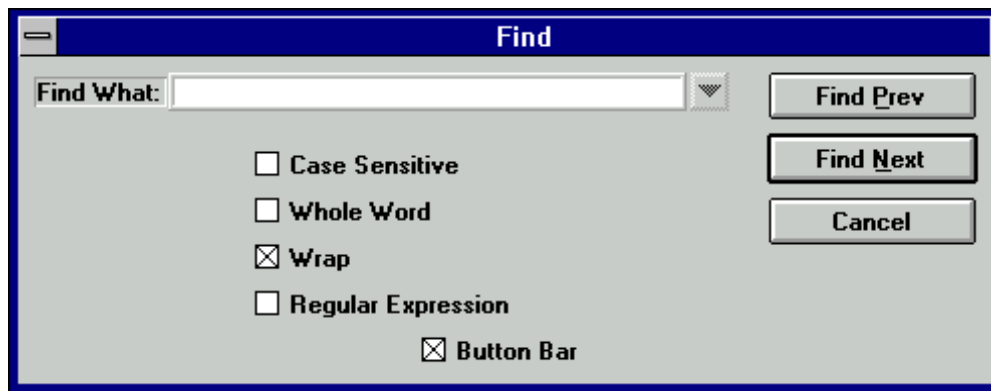 Find
Find What:
Find Prev
Case Sensitive
Find Next
Whole Word
Cancel
Wrap
Regular Expression
Button Bar